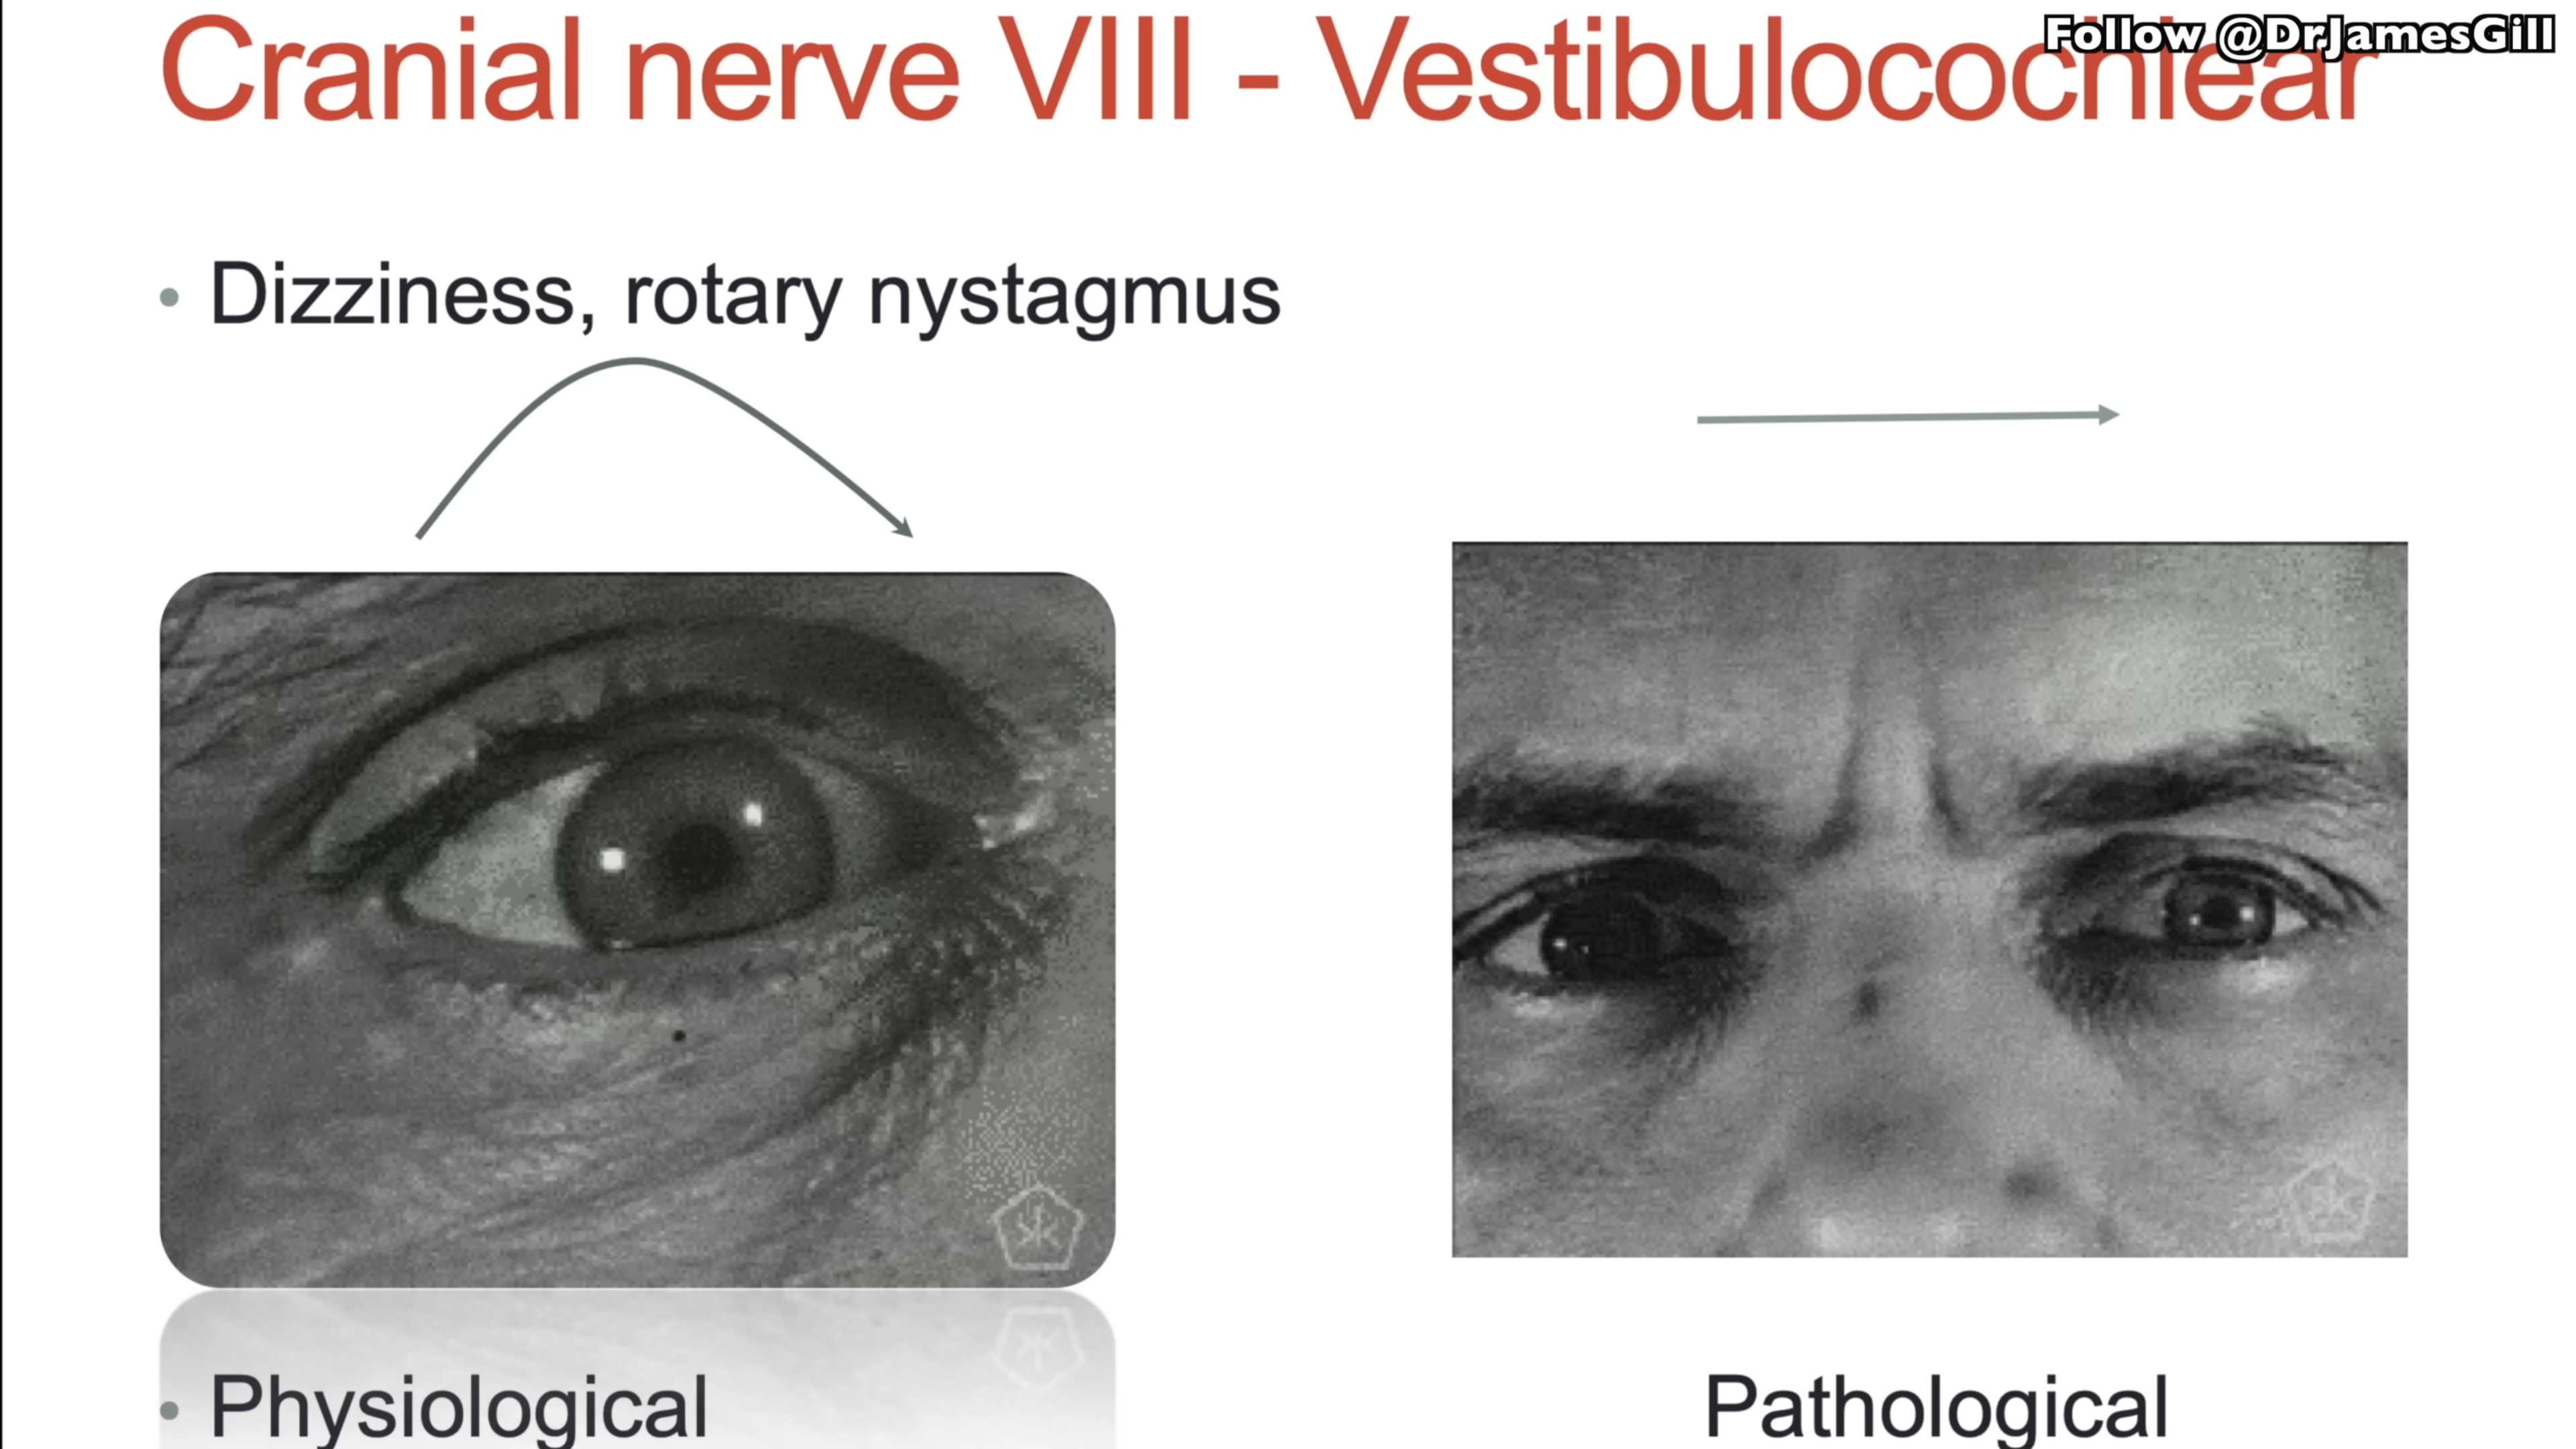 Follow @DrJamesGill
Cranial nerve VIII - Vestibulocochlear
• Dizziness, rotary nystagmus
• Physiological
Pathological